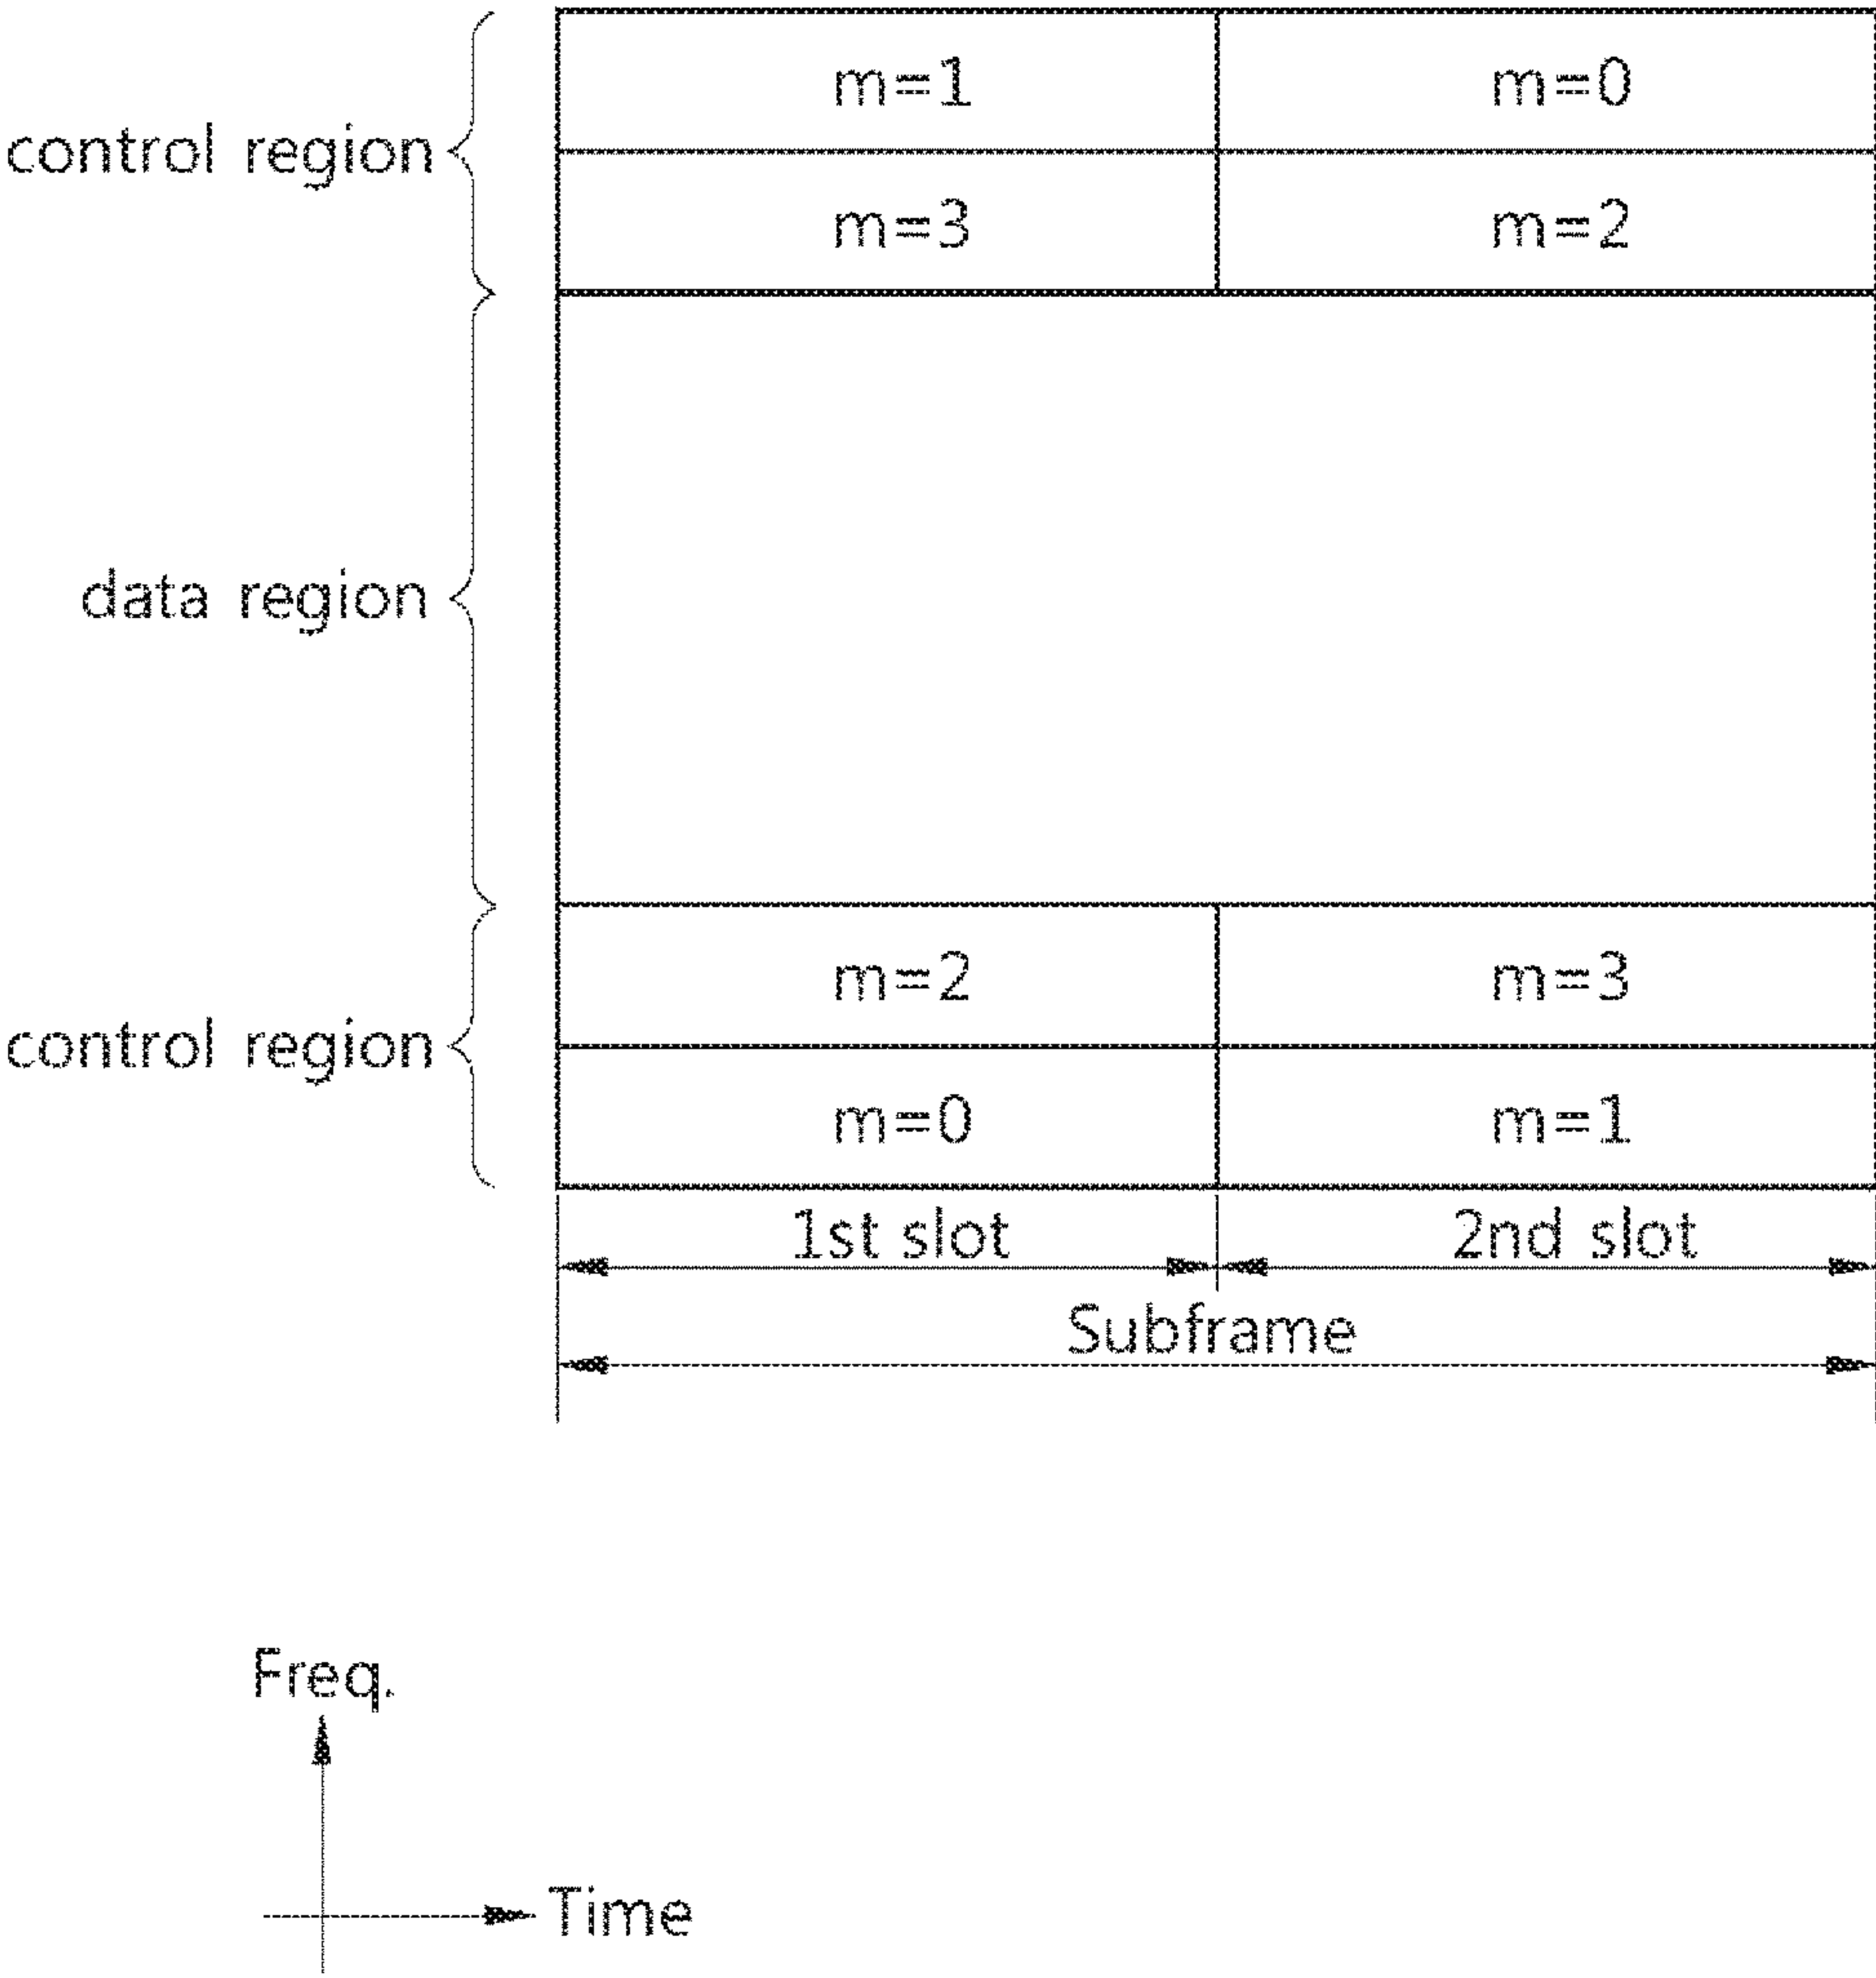 m=1 m=0
control region
m=3 m=2
data region
m=2 m=3
control region
m=0 m=1
1st slot 2nd slot
Subframe
Freq.
Time